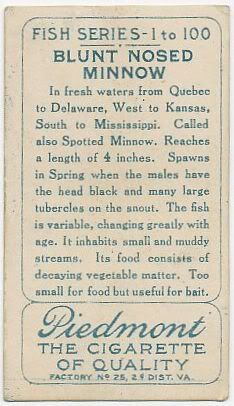 FISH SERIES-1 to 100
BLUNT NOSED
MINNOW
In fresh waters from Quebec
to Delaware, West to Kansas,
South to Mississippi. Called
also Spotted Minnow. Reaches
a length of 4 inches. Spawns
in Spring when the males have
the head black and many large
tubercles on the snout. The fish
is variable, changing greatly with
age. It inhabits small and muddy
streams. Its food consists of
decaying vegetable matter. Too
small for food but useful for bait.
Piedmont
THE CIGARETTE
OF QUALITY
FACTORY No 25, 2d DIST. VA.